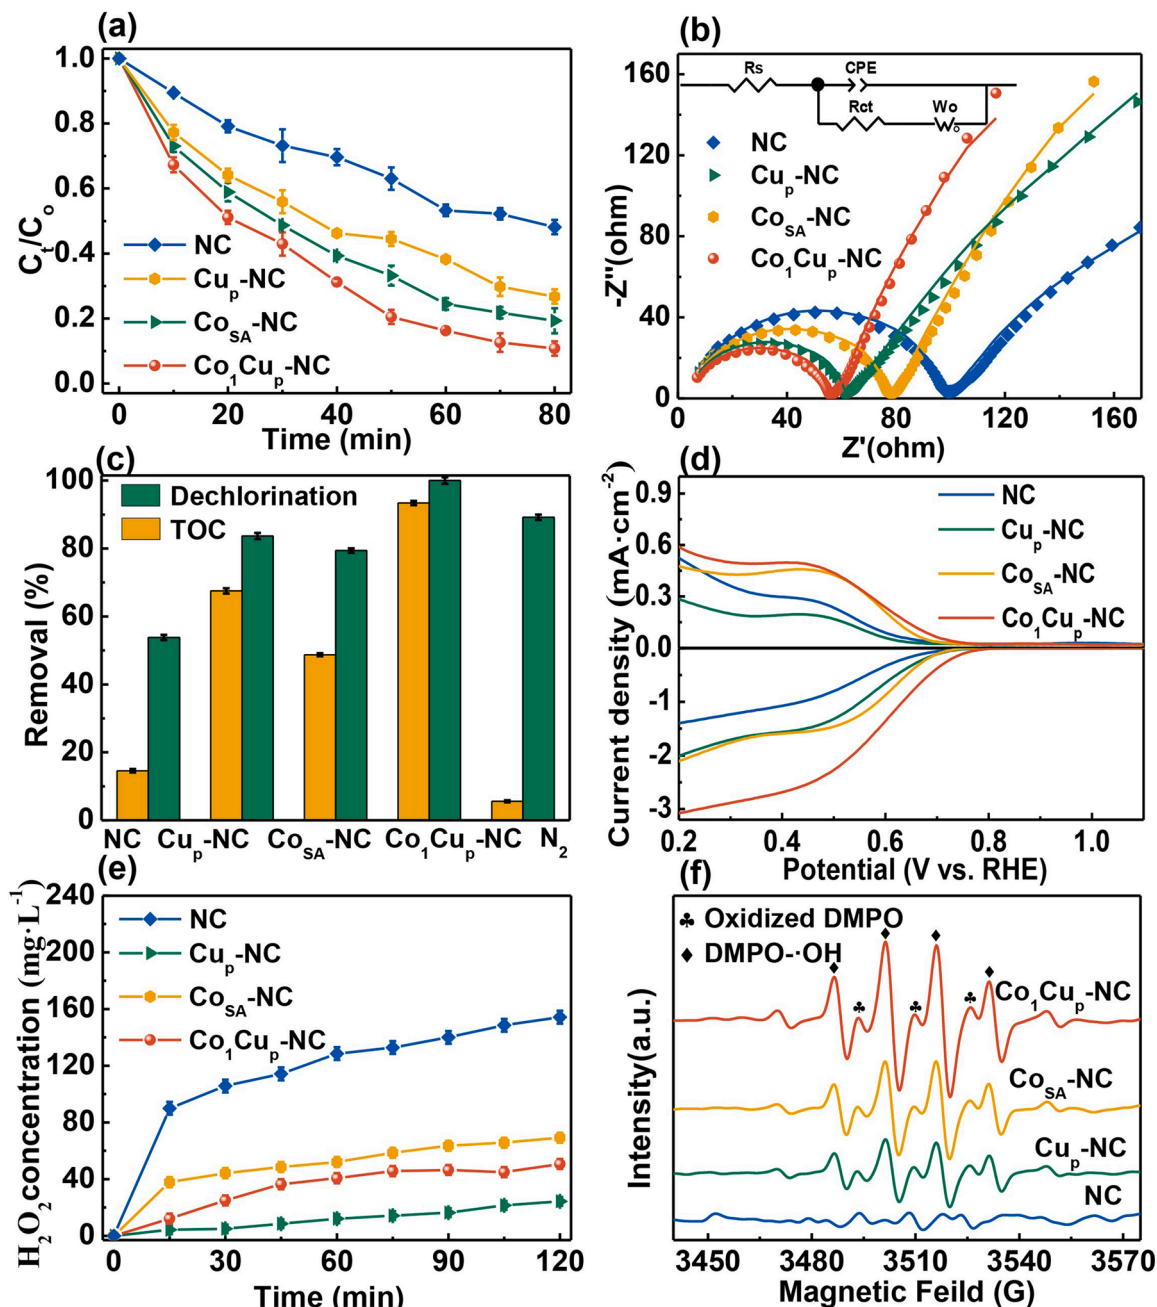 (a)
1.0
0.8
0.6
0.4
0.2
0.0
C_t/C_o
NC
Cu_p-NC
Co_SA-NC
Co_1Cu_p-NC
0 20 40 60 80
Time (min)
(b)
160
120
80
40
0
-Z''(ohm)
Rs
CPE
Rct
Wo
NC
Cu_p-NC
Co_SA-NC
Co_1Cu_p-NC
0 40 80 120 160
Z'(ohm)
(c)
100
80
60
40
20
0
Removal (%)
Dechlorination
TOC
NC Cu_p-NC Co_SA-NC Co_1Cu_p-NC N_2
(d)
0.9
0.6
0.3
0.0
-1
-2
-3
Current density (mA·cm⁻²)
NC
Cu_p-NC
Co_SA-NC
Co_1Cu_p-NC
0.2 0.4 0.6 0.8 1.0
Potential (V vs. RHE)
(e)
240
200
160
120
80
40
0
H₂O₂ concentration (mg·L⁻¹)
NC
Cu_p-NC
Co_SA-NC
Co_1Cu_p-NC
0 15 30 45 60 75 90 105 120
Time (min)
(f)
Intensity(a.u.)
♣ Oxidized DMPO
♦ DMPO-·OH
Co_1Cu_p-NC
Co_SA-NC
Cu_p-NC
NC
3450 3480 3510 3540 3570
Magnetic Feild (G)